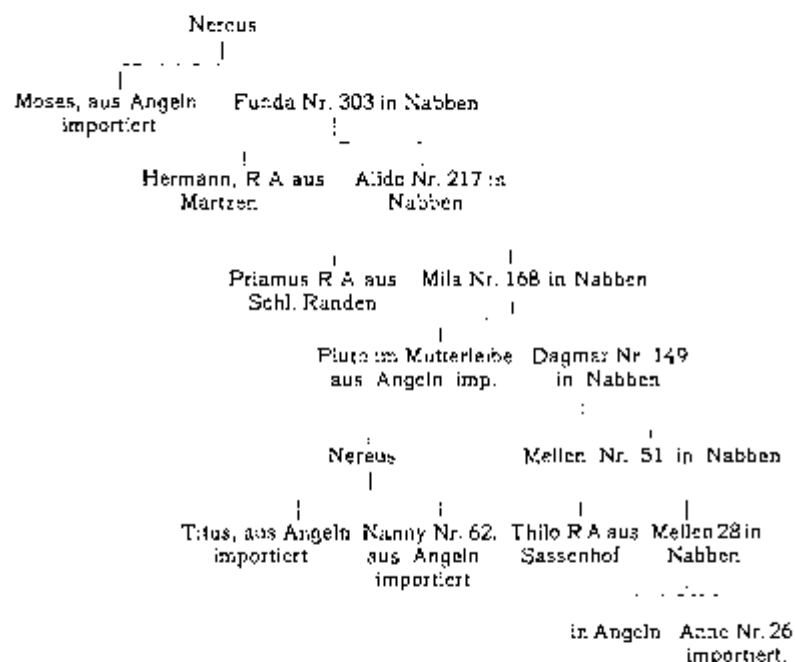 Nereus
Moses, aus Angeln Funda Nr. 303 in Nabben
importiert
Hermann, R A aus Alido Nr. 217 in
Martzen Nabben
Priamus R A aus Mila Nr. 168 in Nabben
Schl. Randen
Pluto im Mutterleibe Dagmar Nr. 149
aus Angeln imp. in Nabben
Nereus Mellen Nr. 51 in Nabben
Titus, aus Angeln Nanny Nr. 62, Thilo R A aus Mellen 28 in
importiert aus Angeln Sassenhof Nabben
importiert
in Angeln Anne Nr. 26
importiert.